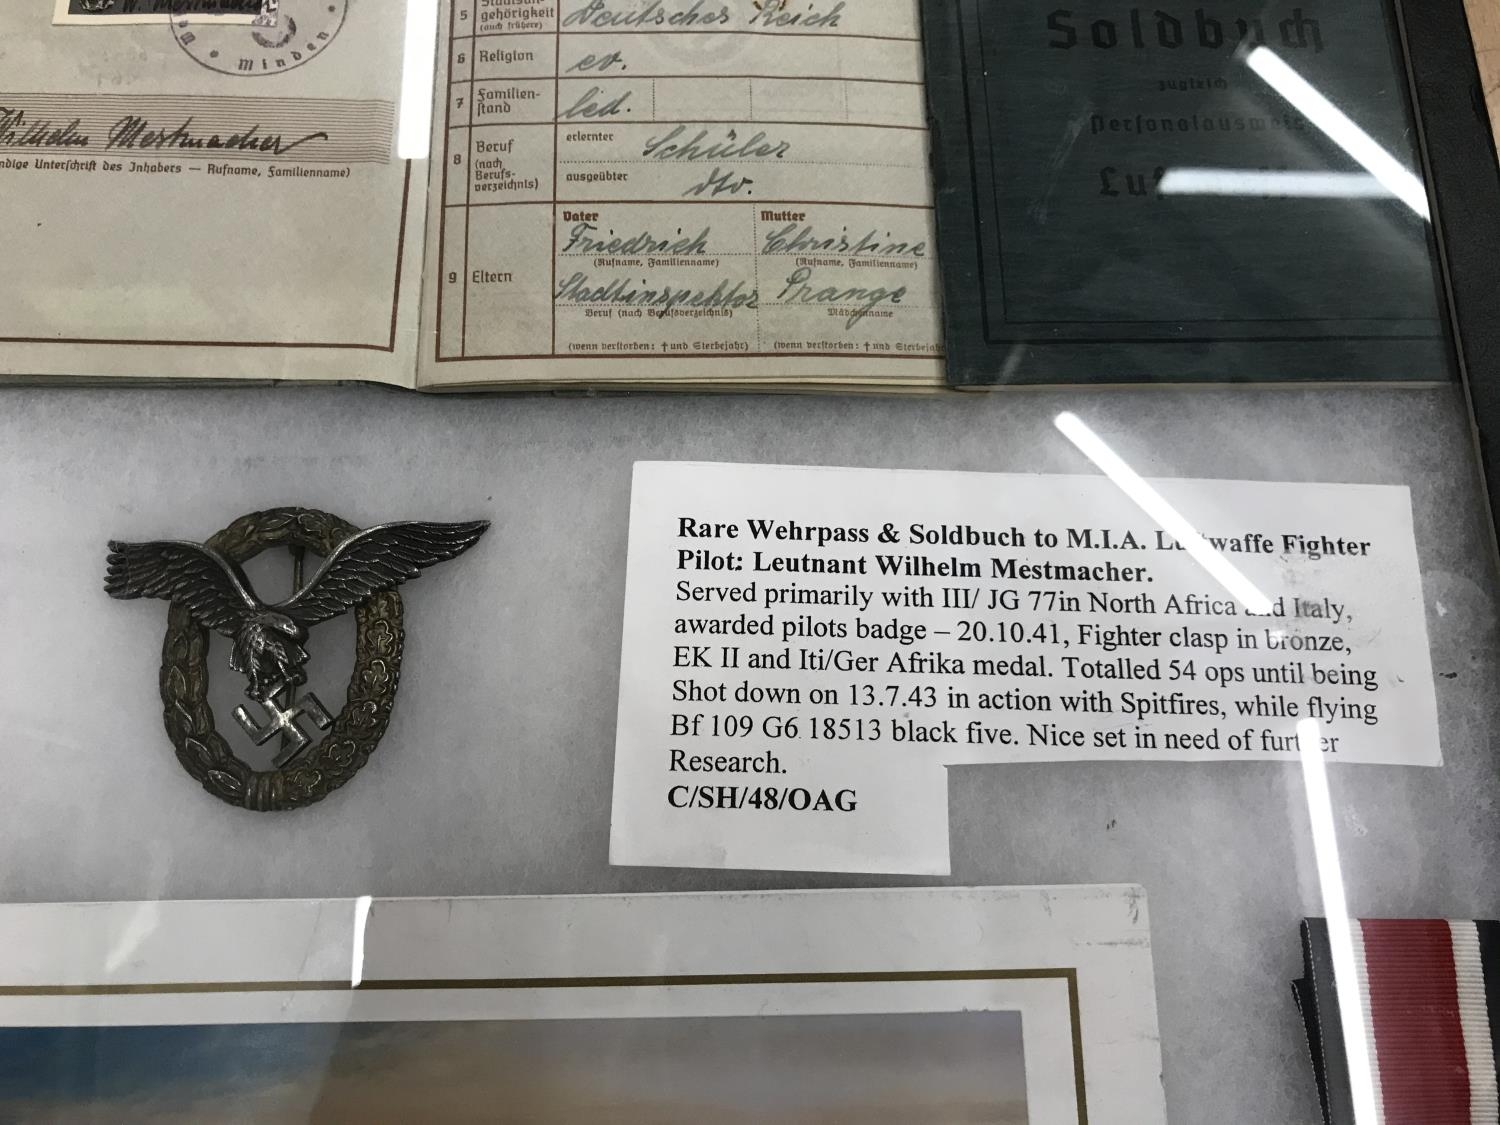 W. Mestmacher
Minden
Wilhelm Mestmacher
ndige Unterschrift des Inhabers — Rufname, Familienname)
5 Staatsan-
gehörigkeit
(auch frühere)
Deutsches Reich
6 Religion
ev.
7 Familien-
stand
led.
8 Beruf
(nach
Berufs-
verzeichnis)
erlernter
Schüler
ausgeübter
dto.
9 Eltern
Vater
Friedrich
(Rufname, Familienname)
Stadtinspektor
Beruf (nach Berufsverzeichnis)
(wenn verstorben: † und Sterbejahr)
Mutter
Christine
(Rufname, Familienname)
Prange
Mädchenname
(wenn verstorben: † und Sterbejahr
Soldbuch
zugleich
Personalausweis
Luftwaffe
Rare Wehrpass & Soldbuch to M.I.A. Luftwaffe Fighter
Pilot: Leutnant Wilhelm Mestmacher.
Served primarily with III/ JG 77in North Africa and Italy,
awarded pilots badge – 20.10.41, Fighter clasp in bronze,
EK II and Iti/Ger Afrika medal. Totalled 54 ops until being
Shot down on 13.7.43 in action with Spitfires, while flying
Bf 109 G6 18513 black five. Nice set in need of further
Research.
C/SH/48/OAG